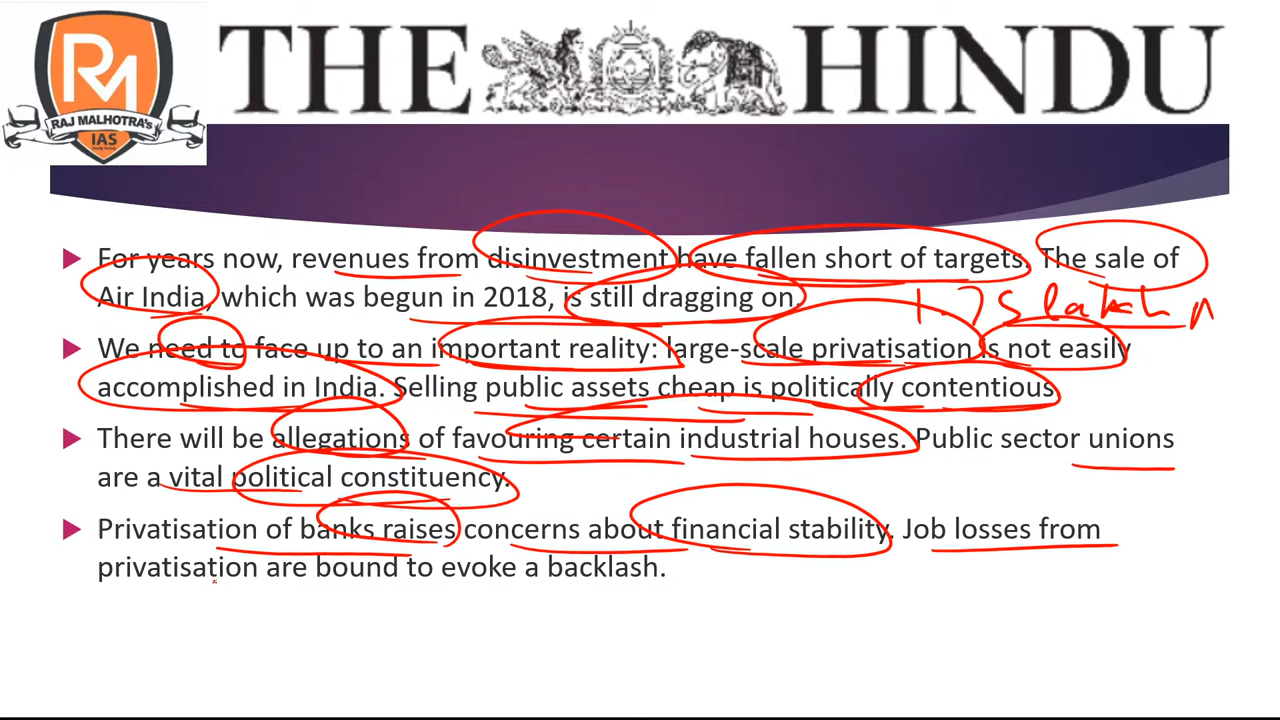 RM
RAJ MALHOTRA'S
IAS
Study Group
THE HINDU
For years now, revenues from disinvestment have fallen short of targets. The sale of
Air India, which was begun in 2018, is still dragging on.
1.75 lakh
We need to face up to an important reality: large-scale privatisation is not easily
accomplished in India. Selling public assets cheap is politically contentious.
There will be allegations of favouring certain industrial houses. Public sector unions
are a vital political constituency.
Privatisation of banks raises concerns about financial stability. Job losses from
privatisation are bound to evoke a backlash.